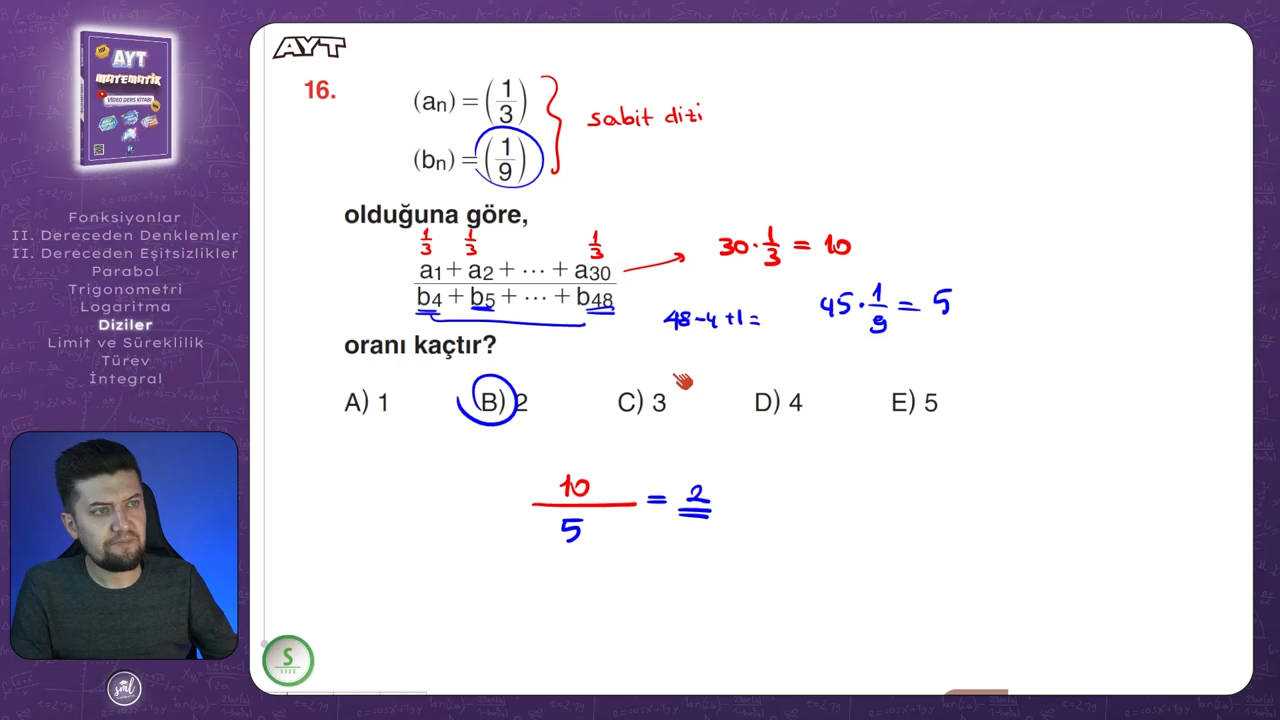 AYT
MATEMATİK
VİDEO DERS KİTABI
Fonksiyonlar
II. Dereceden Denklemler
II. Dereceden Eşitsizlikler
Parabol
Trigonometri
Logaritma
Diziler
Limit ve Süreklilik
Türev
İntegral
AYT
16.
(an) = (1/3)
(bn) = (1/9)
sabit dizi
olduğuna göre,
1/3 1/3 1/3
a1 + a2 + ... + a30
30 · 1/3 = 10
b4 + b5 + ... + b48
48-4+1=
45 · 1/9 = 5
oranı kaçtır?
A) 1 B) 2 C) 3 D) 4 E) 5
10/5 = 2
S
SIZE
sml